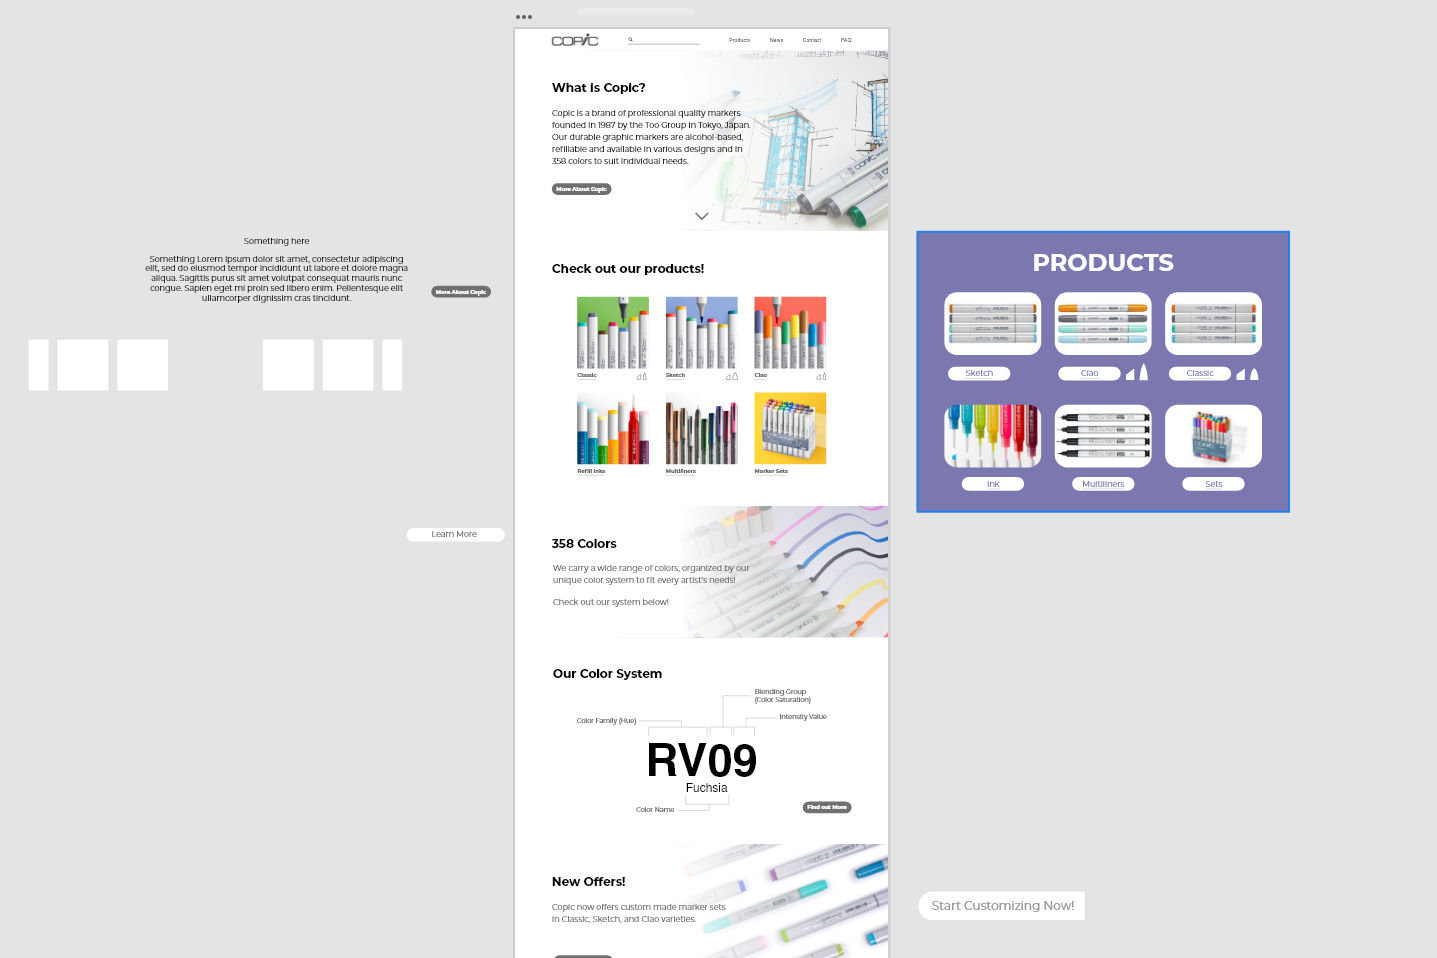 COPIC
Products
News
Contact
FAQ
What is Copic?
Copic is a brand of professional quality markers
founded in 1987 by the Too Group in Tokyo, Japan.
Our durable graphic markers are alcohol-based,
refillable and available in various designs and in
358 colors to suit individual needs.
More About Copic
Something here
Something Lorem ipsum dolor sit amet, consectetur adipiscing
elit, sed do eiusmod tempor incididunt ut labore et dolore magna
aliqua. Sagittis purus sit amet volutpat consequat mauris nunc
congue. Sapien eget mi proin sed libero enim. Pellentesque elit
ullamcorper dignissim cras tincidunt.
More About Copic
Learn More
Check out our products!
Classic
Sketch
Ciao
Refill Inks
Multiliners
Marker Sets
358 Colors
We carry a wide range of colors, organized by our
unique color system to fit every artist's needs!
Check out our system below!
Our Color System
Blending Group
(Color Saturation)
Color Family (Hue)
Intensity Value
RV09
Fuchsia
Color Name
Find out More
New Offers!
Copic now offers custom made marker sets
in Classic, Sketch, and Ciao varieties.
PRODUCTS
Sketch
Ciao
Classic
Ink
Multiliners
Sets
Start Customizing Now!